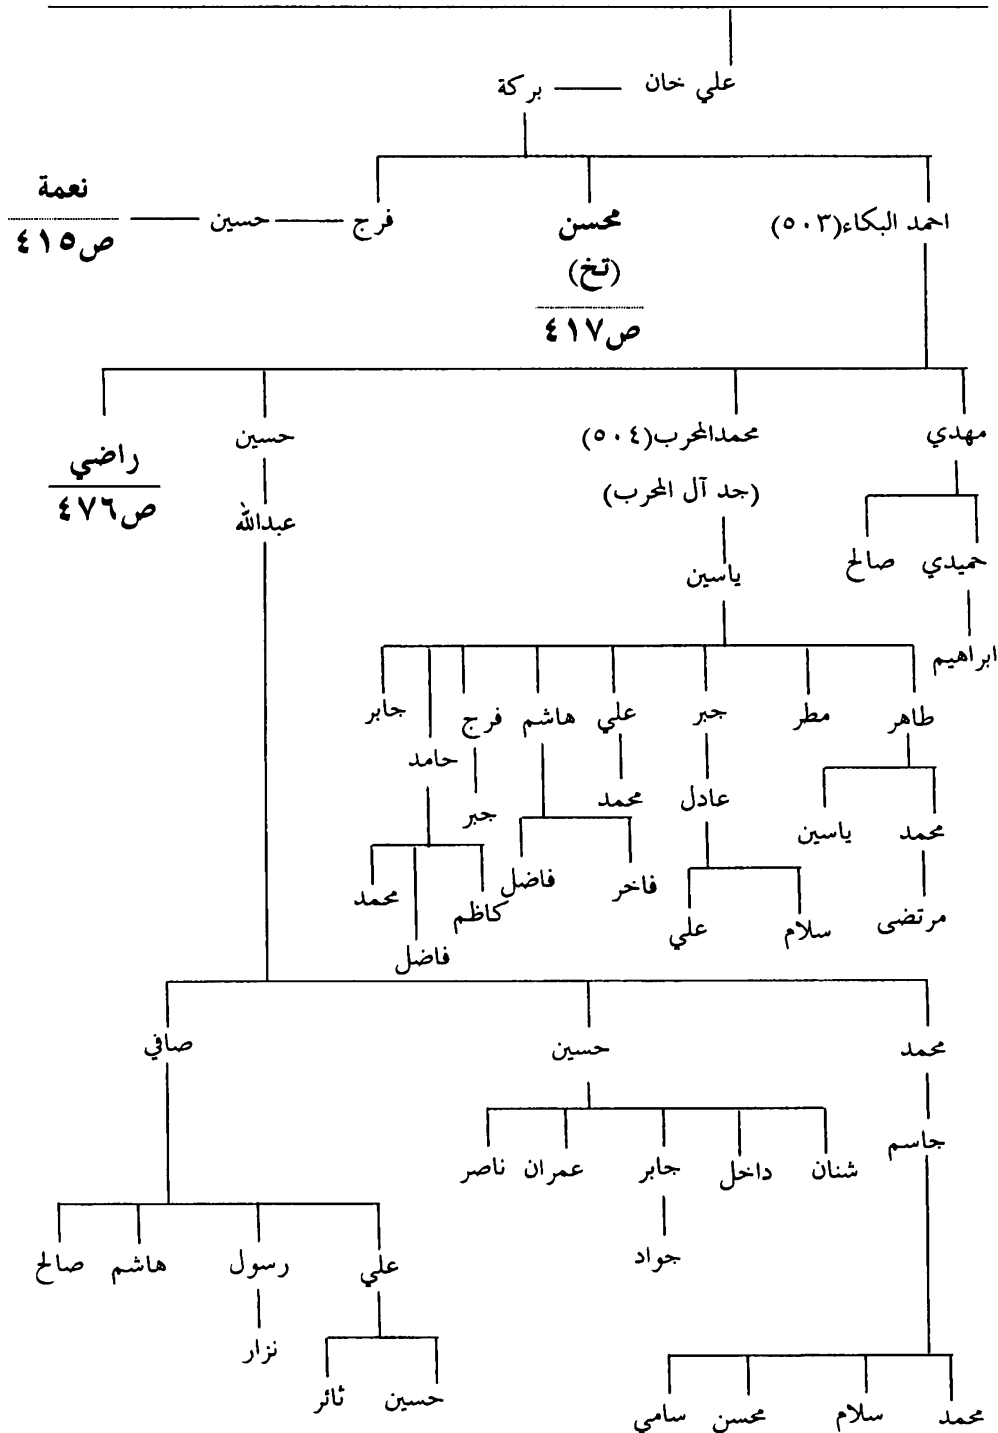 علي خان بركة
احمد البكاء(٥٠٣) محسن فرج حسين نعمة
(تخ) ص٤١٥
ص٤١٧
مهدي محمدالمحرب(٥٠٤) حسين راضي
(جد آل المحرب) ص٤٧٦
عبدالله
حميدي صالح ياسين
ابراهيم
طاهر مطر جبر علي هاشم فرج جابر
حامد
محمد ياسين عادل محمد جبر
فاخر فاضل كاظم محمد
مرتضى سلام علي فاضل
محمد حسين صافي
جاسم شنان داخل جابر عمران ناصر
جواد علي رسول هاشم صالح
نزار
حسين ثائر
محمد سلام محسن سامي